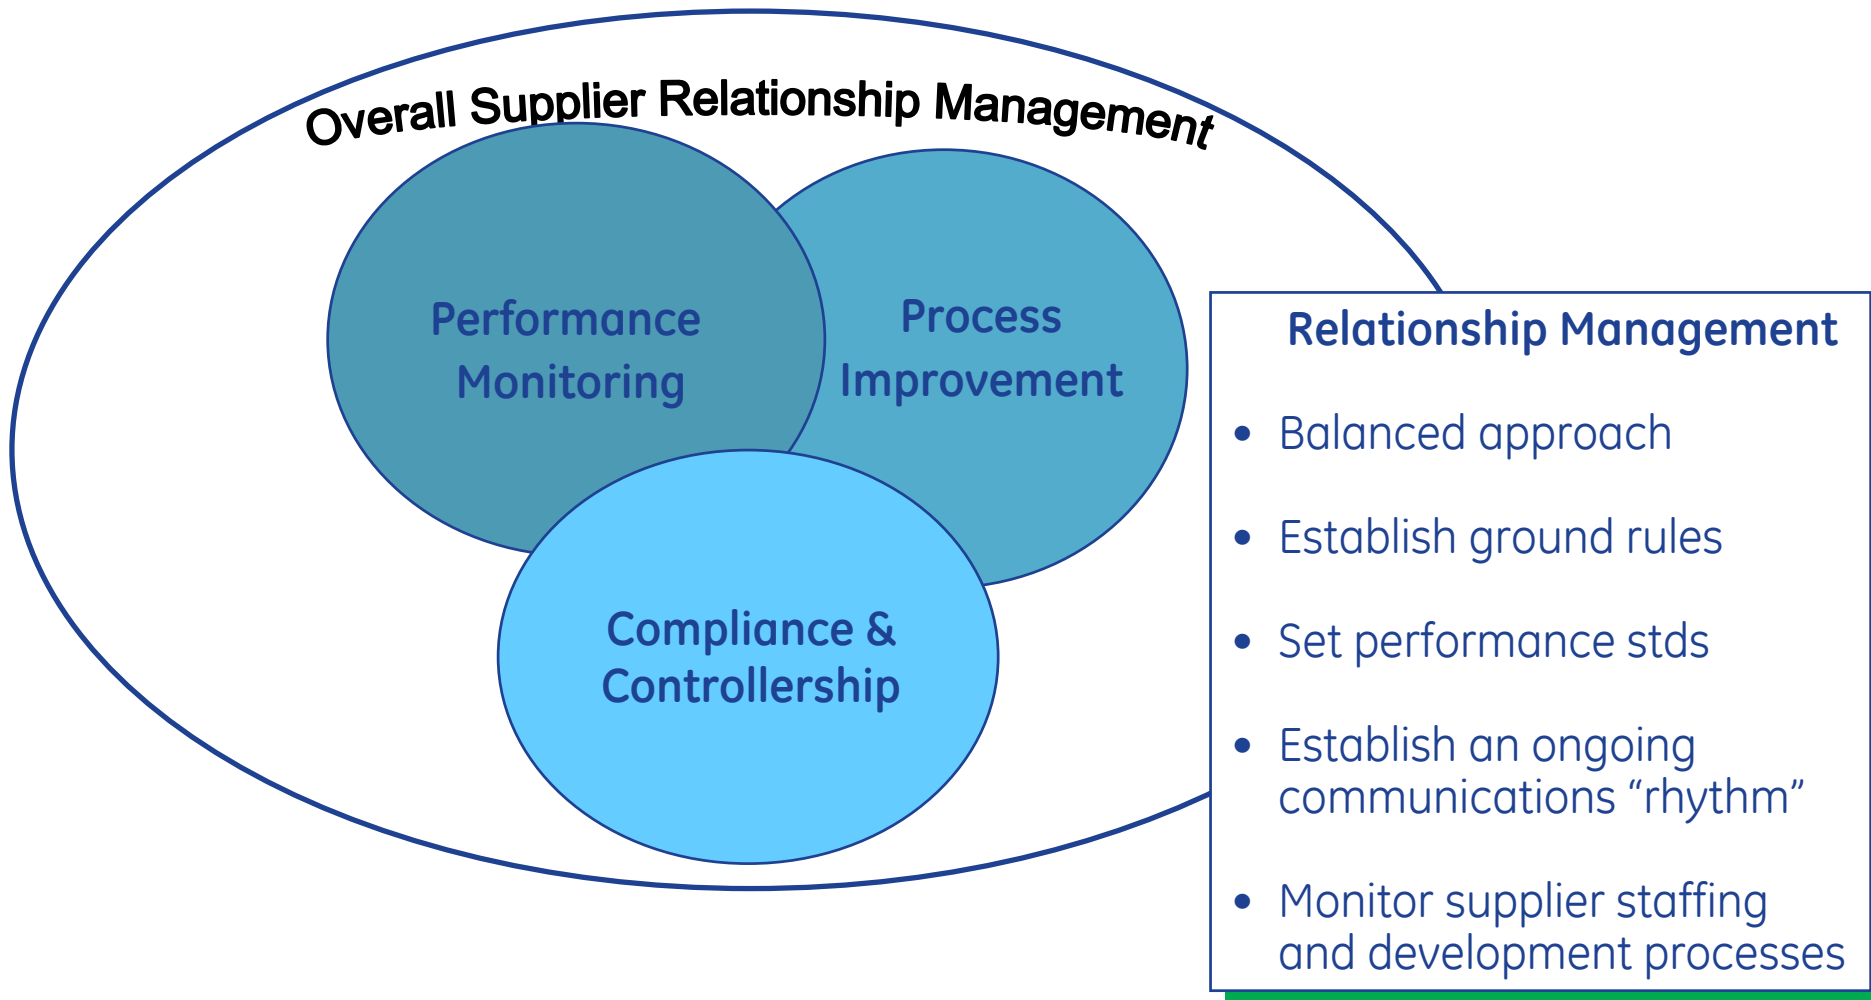 Overall Supplier Relationship Management
Performance
Monitoring
Process
Improvement
Compliance &
Controllership
Relationship Management
• Balanced approach
• Establish ground rules
• Set performance stds
• Establish an ongoing
communications “rhythm”
• Monitor supplier staffing
and development processes